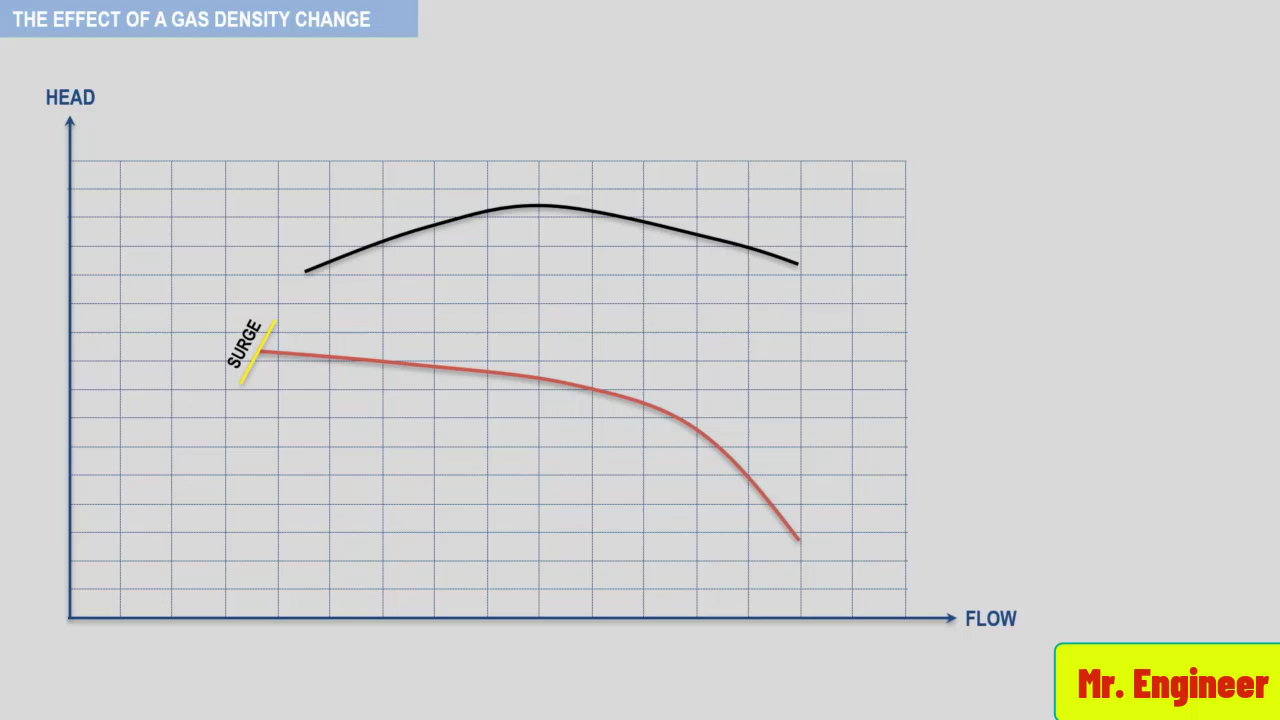 THE EFFECT OF A GAS DENSITY CHANGE
HEAD
SURGE
FLOW
Mr. Engineer